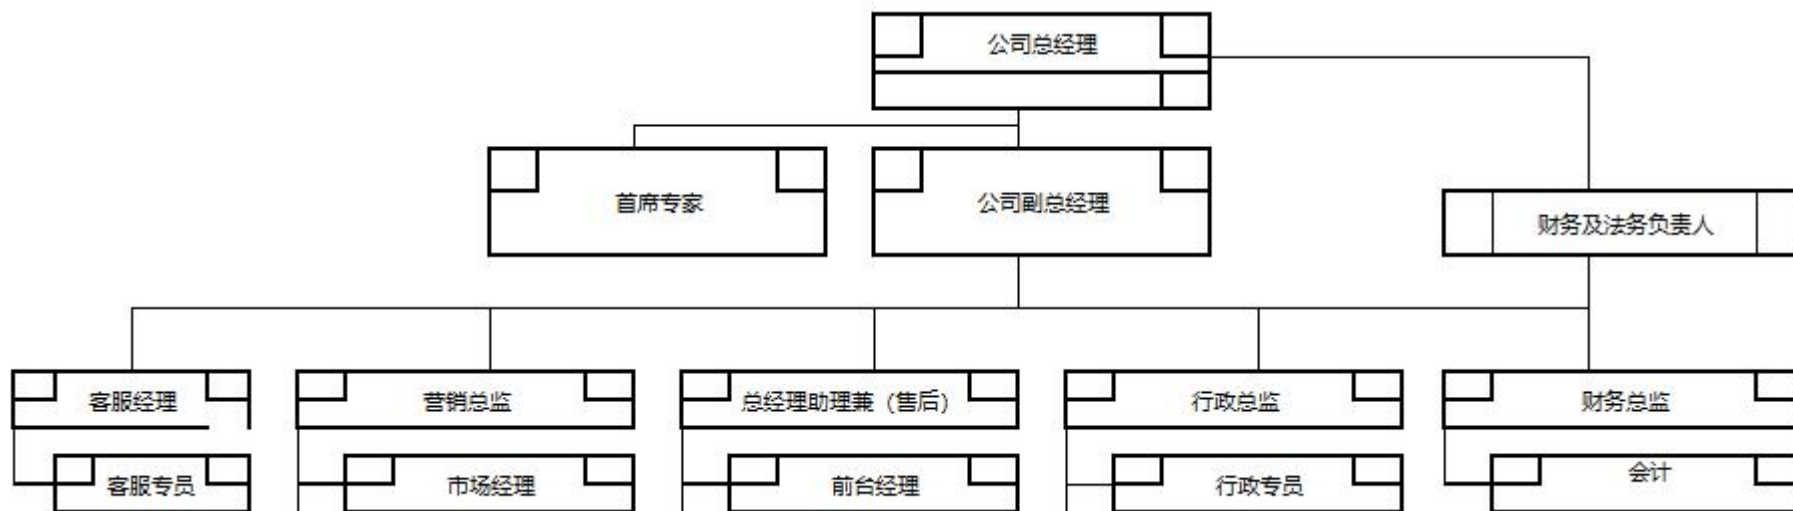 公司总经理
首席专家
公司副总经理
财务及法务负责人
客服经理
营销总监
总经理助理兼（售后）
行政总监
财务总监
客服专员
市场经理
前台经理
行政专员
会计